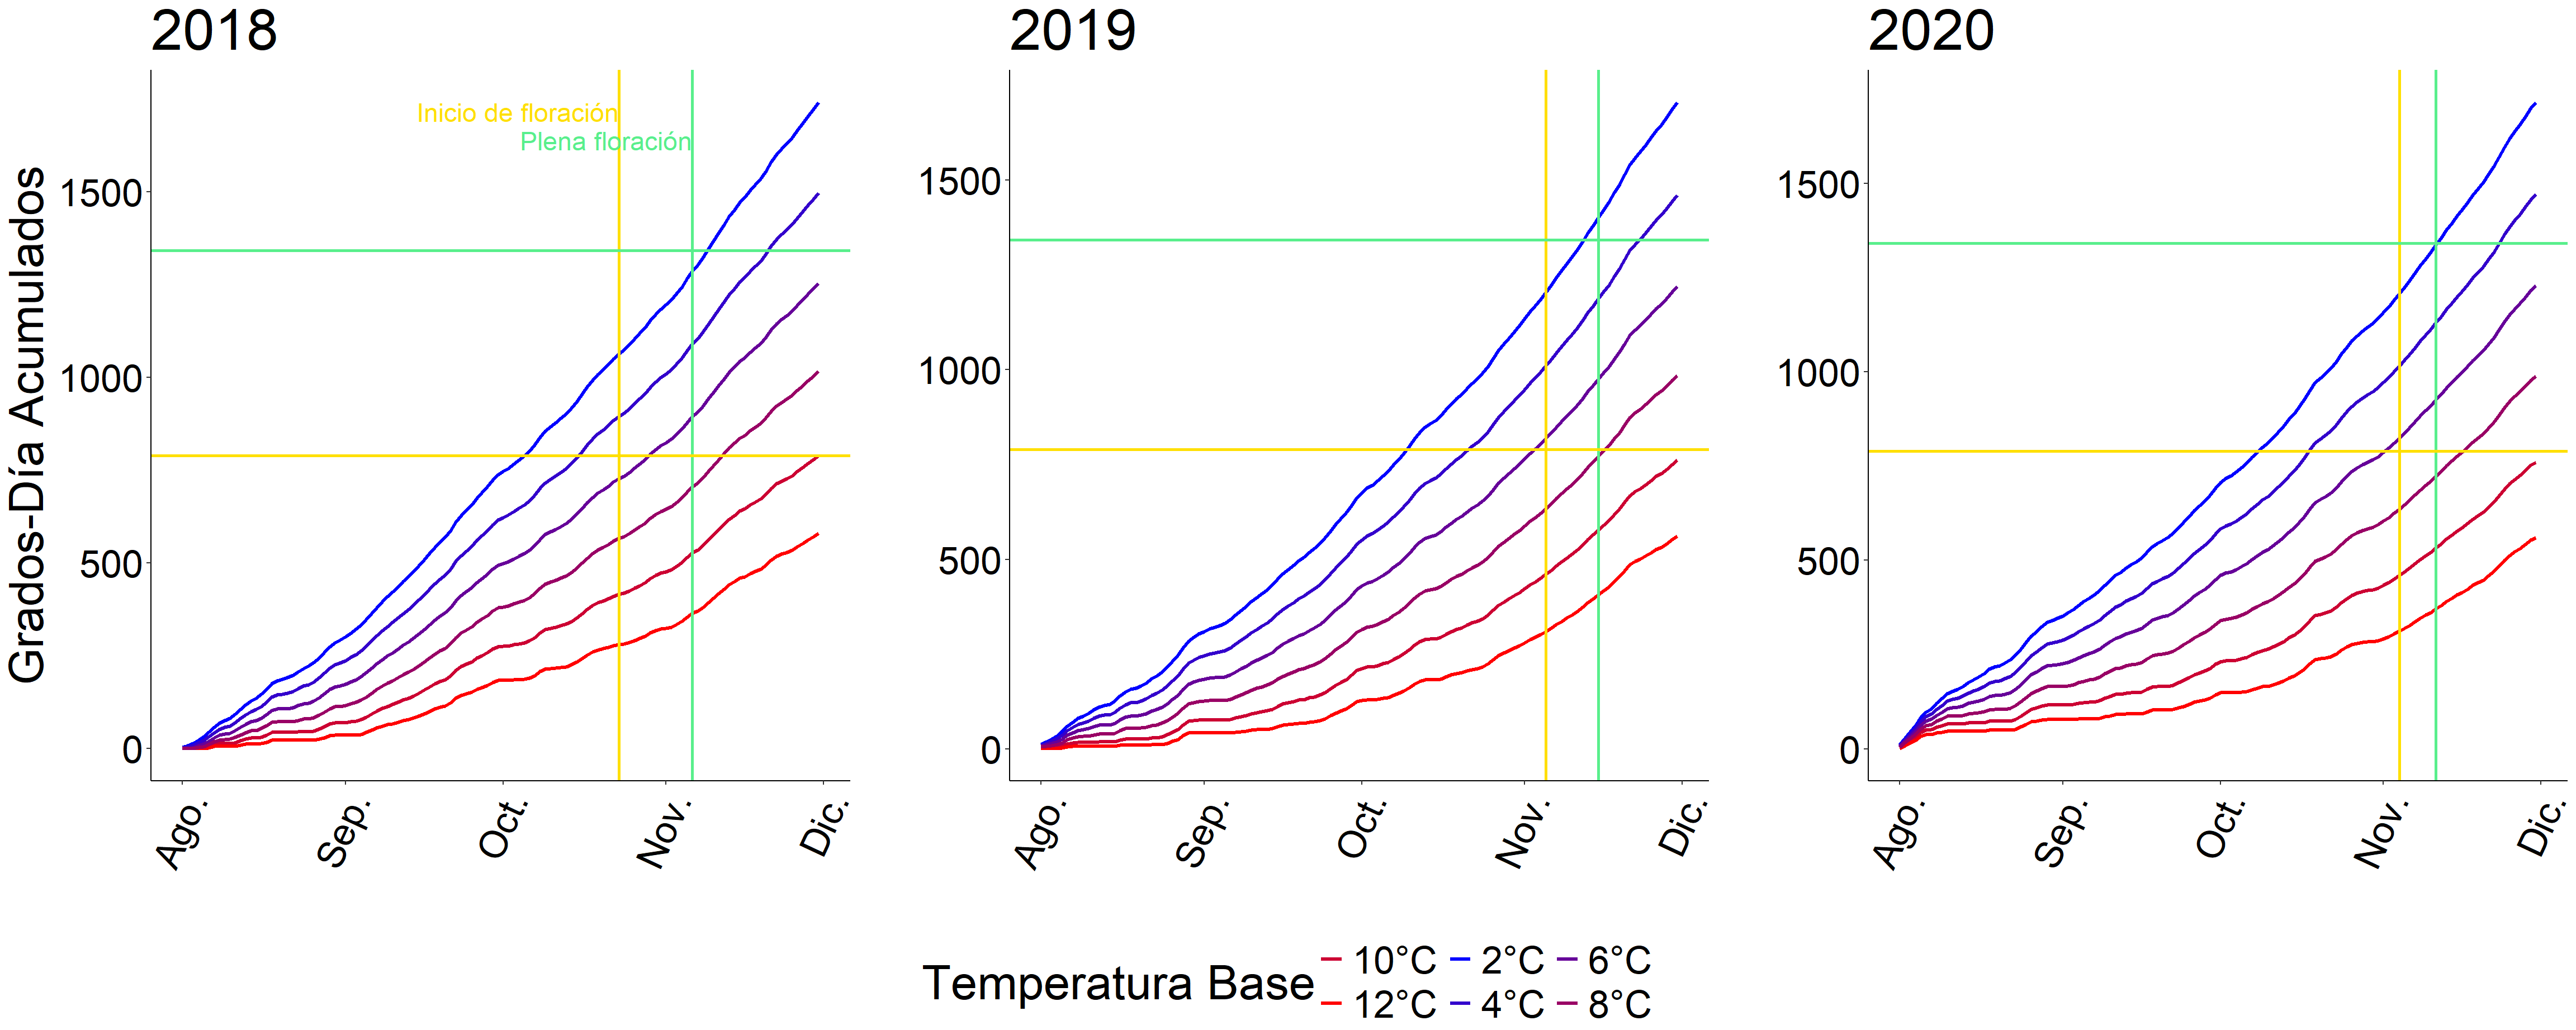 2018
2019
2020
Grados-Día Acumulados
Inicio de floración
Plena floración
1500
1000
500
0
Ago.
Sep.
Oct.
Nov.
Dic.
1500
1000
500
0
Ago.
Sep.
Oct.
Nov.
Dic.
1500
1000
500
0
Ago.
Sep.
Oct.
Nov.
Dic.
Temperatura Base
10°C 2°C 6°C
12°C 4°C 8°C